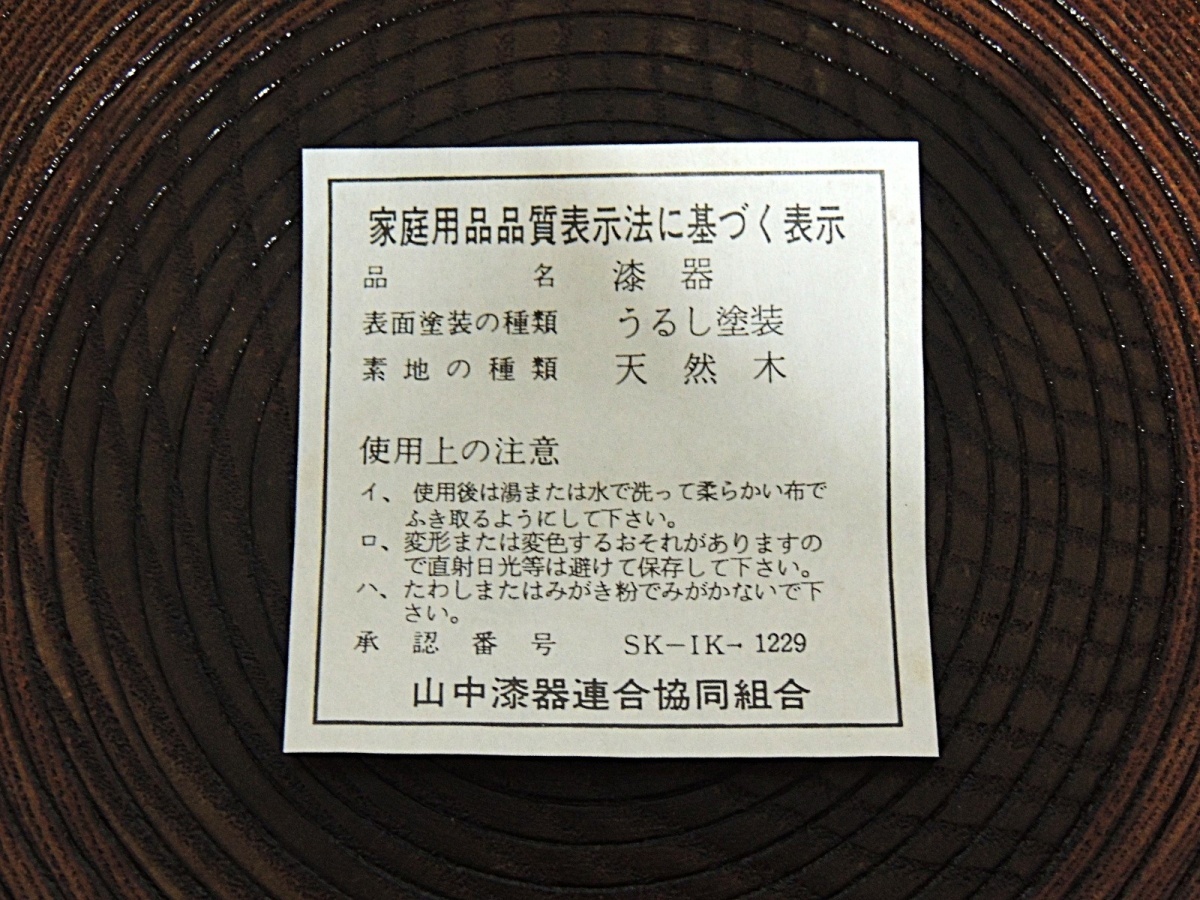 家庭用品品質表示法に基づく表示
品名 漆器
表面塗装の種類 うるし塗装
素地の種類 天然木
使用上の注意
イ、使用後は湯または水で洗って柔らかい布で
ふき取るようにして下さい。
ロ、変形または変色するおそれがありますの
で直射日光等は避けて保存して下さい。
ハ、たわしまたはみがき粉でみがかないで下
さい。
承認番号 SK-IK-1229
山中漆器連合協同組合